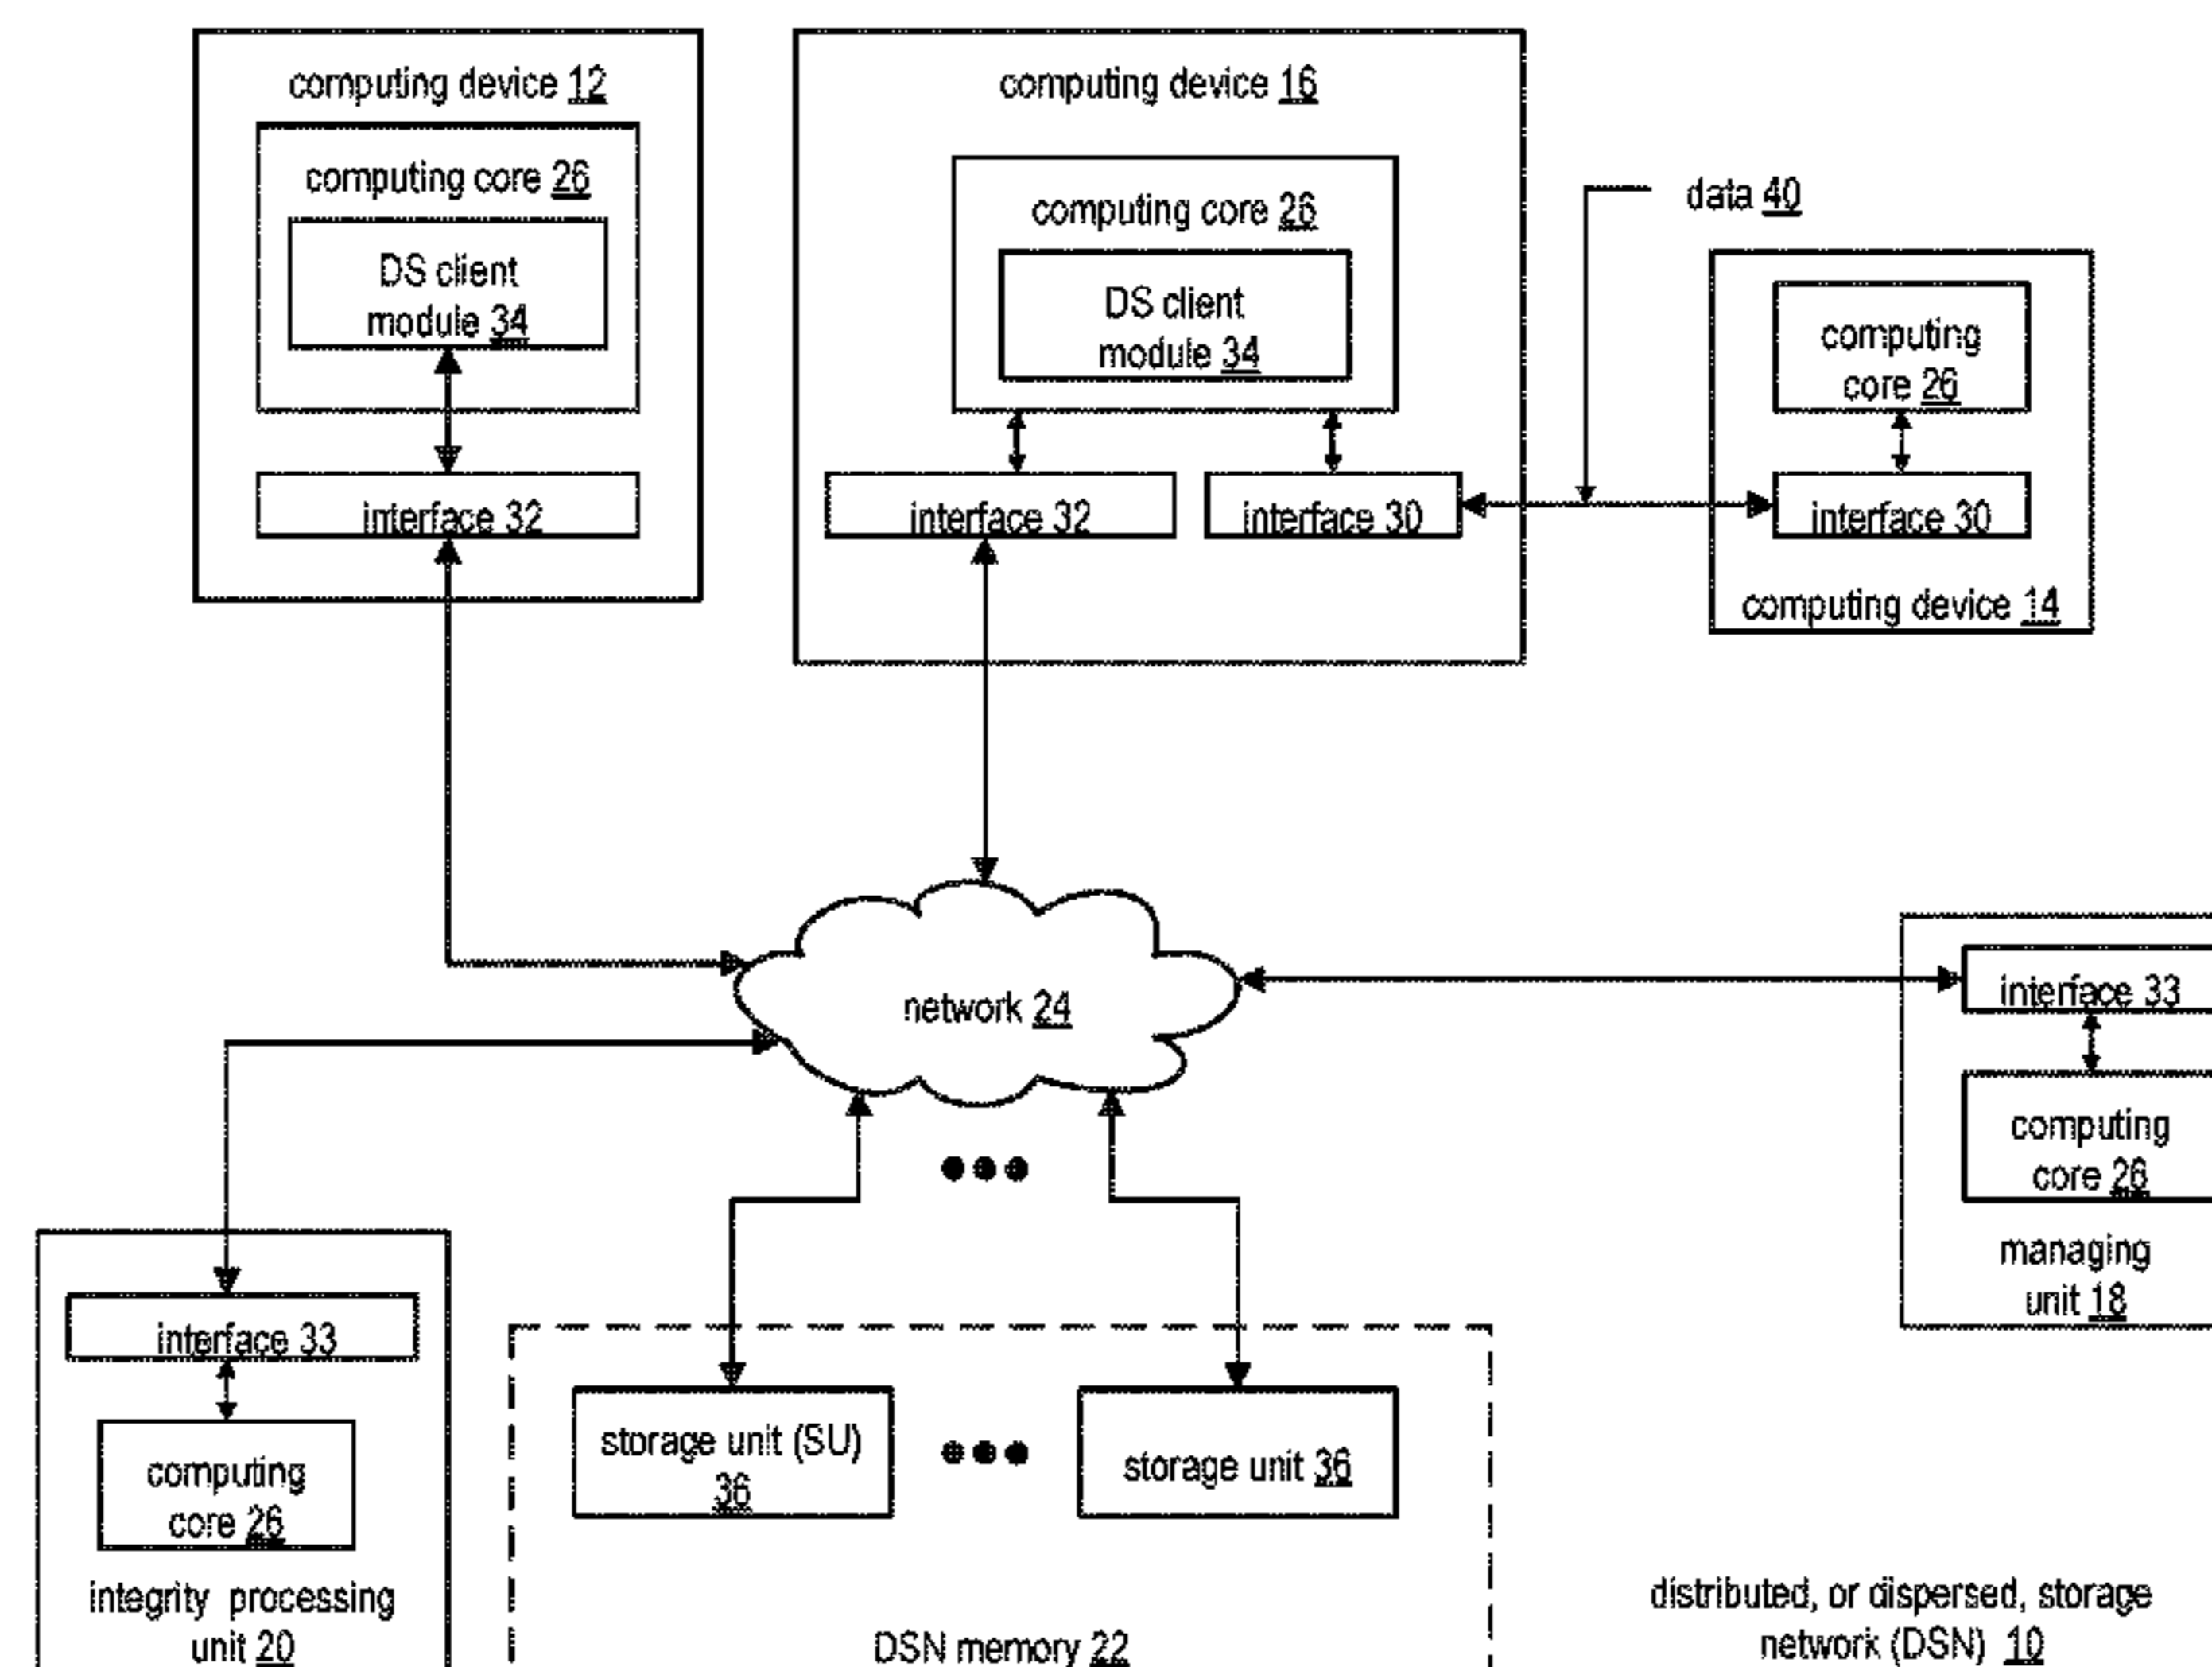 computing device 12
computing core 26
DS client
module 34
interface 32
computing device 16
computing core 26
DS client
module 34
interface 32
interface 30
data 40
computing
core 26
interface 30
computing device 14
network 24
interface 33
computing
core 26
managing
unit 18
interface 33
computing
core 26
integrity processing
unit 20
storage unit (SU)
36
storage unit 36
DSN memory 22
distributed, or dispersed, storage
network (DSN) 10